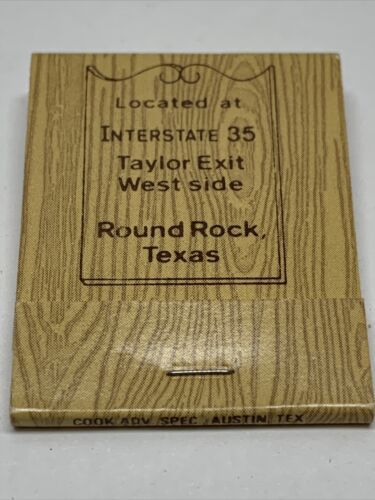 Located at
INTERSTATE 35
Taylor Exit
West side
Round Rock,
Texas
COOK ADV. SPEC., AUSTIN, TEX